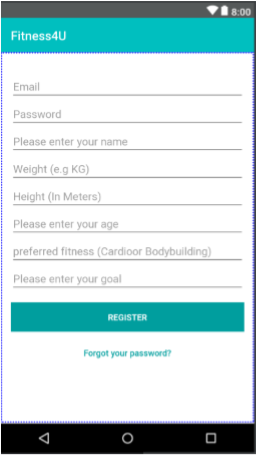 8:00
Fitness4U
Email
Password
Please enter your name
Weight (e.g KG)
Height (In Meters)
Please enter your age
preferred fitness (Cardioor Bodybuilding)
Please enter your goal
REGISTER
Forgot your password?